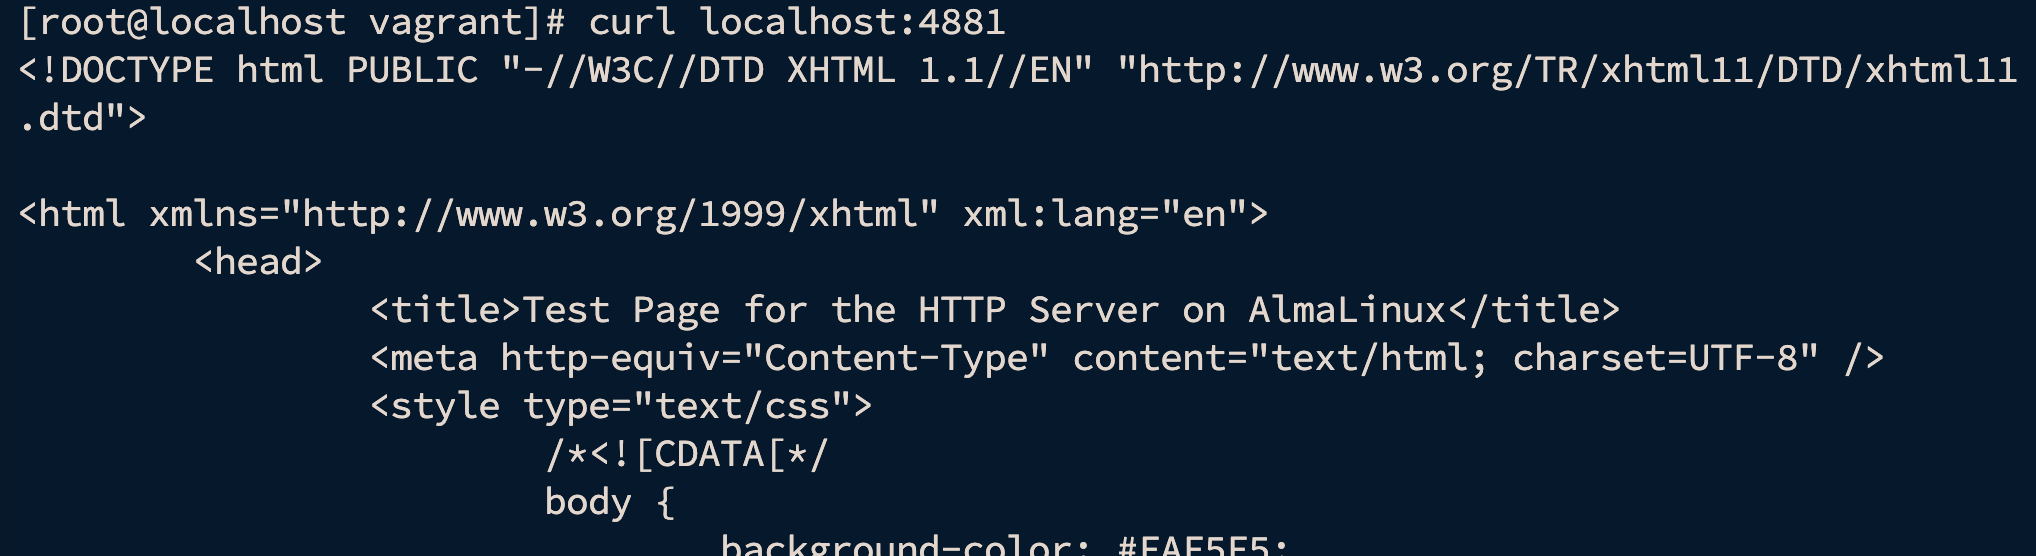 [root@localhost vagrant]# curl localhost:4881
<!DOCTYPE html PUBLIC "-//W3C//DTD XHTML 1.1//EN" "http://www.w3.org/TR/xhtml11/DTD/xhtml11
.dtd">
<html xmlns="http://www.w3.org/1999/xhtml" xml:lang="en">
<head>
<title>Test Page for the HTTP Server on AlmaLinux</title>
<meta http-equiv="Content-Type" content="text/html; charset=UTF-8" />
<style type="text/css">
/*<![CDATA[*/
body {
background-color: